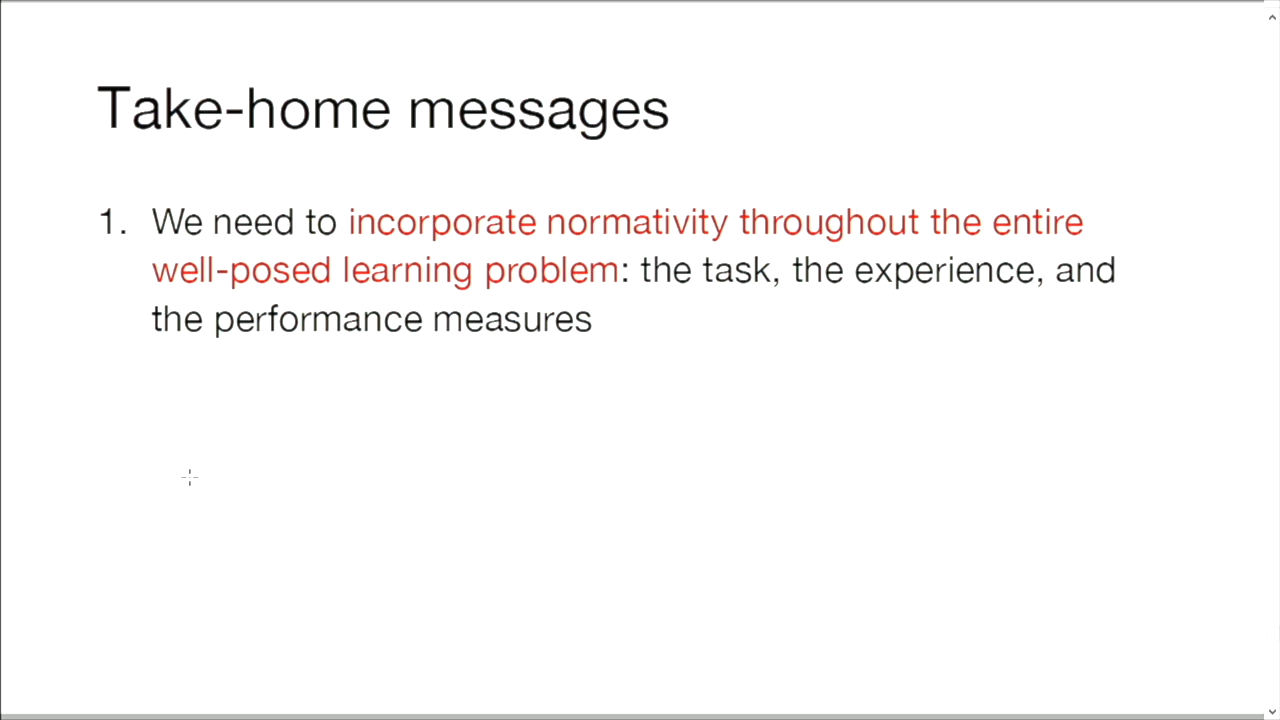 Take-home messages
1. We need to incorporate normativity throughout the entire
well-posed learning problem: the task, the experience, and
the performance measures